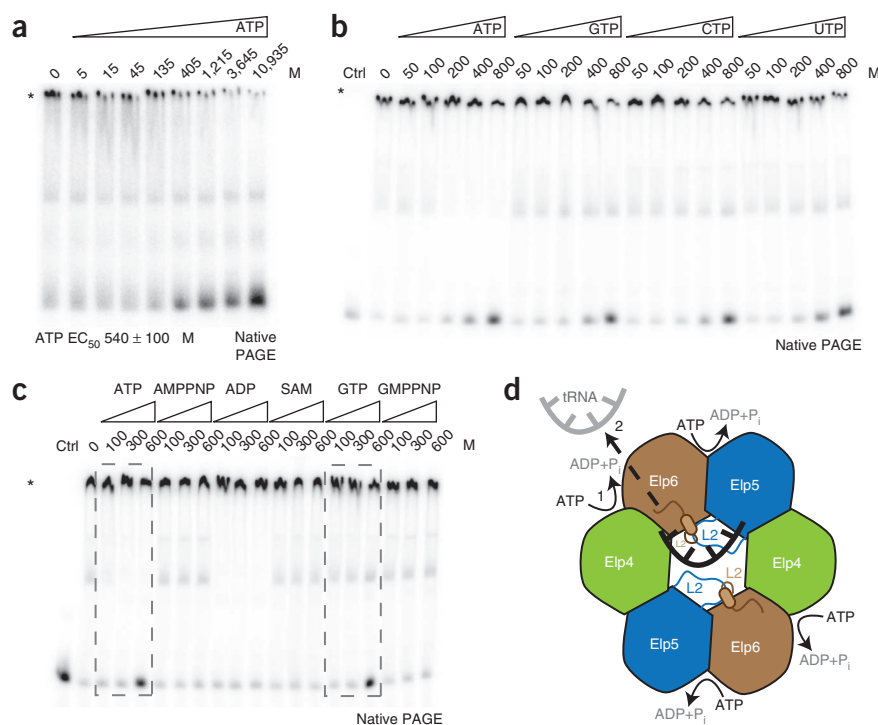 a
ATP
0 5 15 45 135 405 1,215 3,645 10,935 M
*
ATP EC50 540 ± 100 M
Native PAGE
b
ATP GTP CTP UTP
Ctrl 0 50 100 200 400 800 50 100 200 400 800 50 100 200 400 800 50 100 200 400 800 M
*
Native PAGE
c
ATP AMPPNP ADP SAM GTP GMPPNP
Ctrl 0 100 300 600 100 300 600 100 300 600 100 300 600 100 300 600 100 300 600 M
*
Native PAGE
d
tRNA
2
ATP
ADP+Pi
ADP+Pi
ATP
1
Elp6
Elp5
L2
L2
Elp4
Elp4
L2
L2
ATP
Elp5
Elp6
ADP+Pi
ADP+Pi
ATP